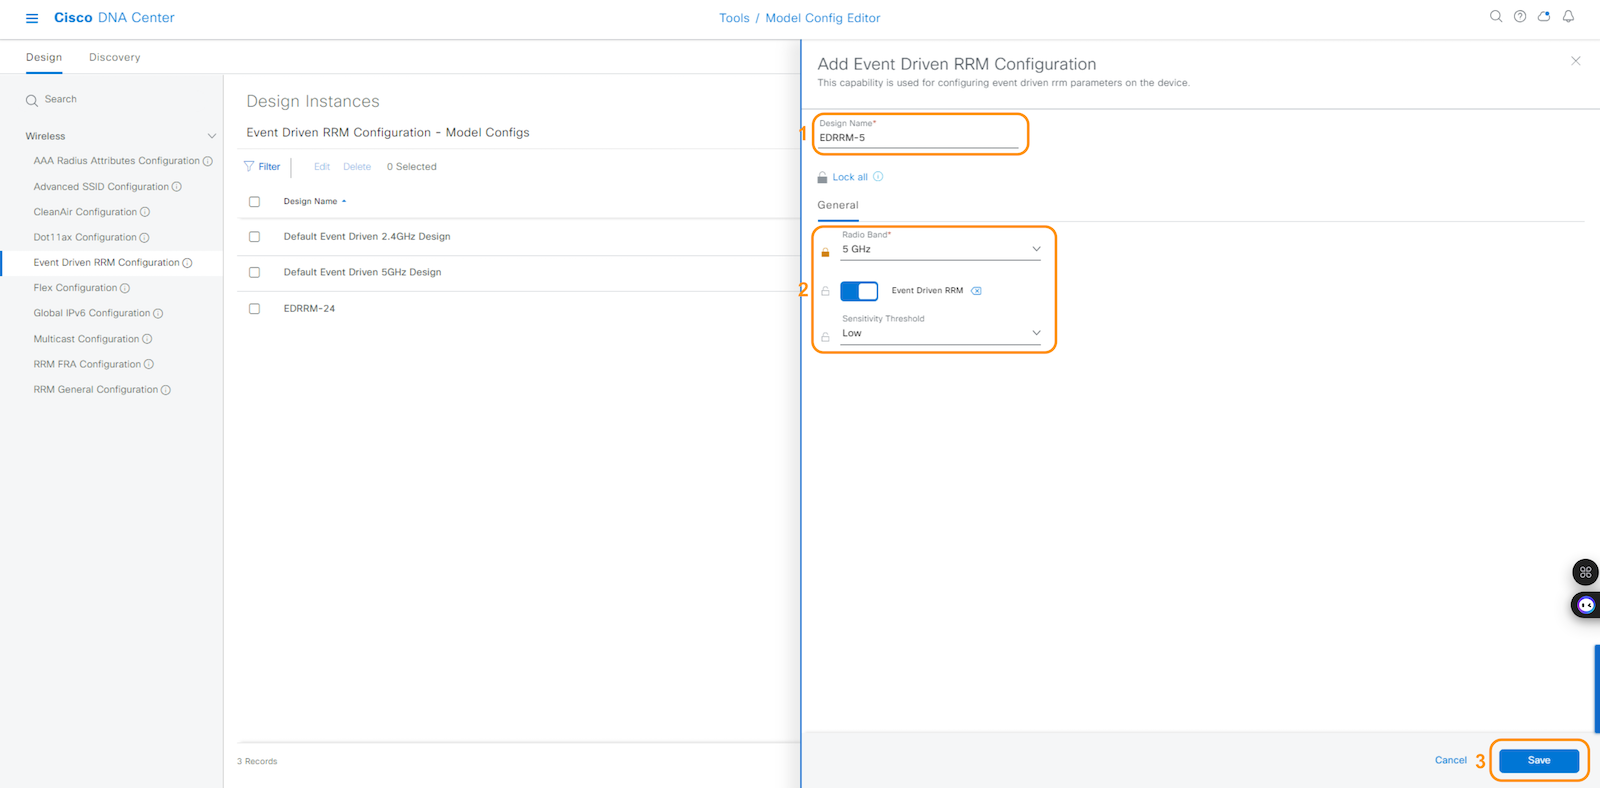 Cisco DNA Center
Tools / Model Config Editor
Design
Discovery
Search
Wireless
AAA Radius Attributes Configuration
Advanced SSID Configuration
CleanAir Configuration
Dot11ax Configuration
Event Driven RRM Configuration
Flex Configuration
Global IPv6 Configuration
Multicast Configuration
RRM FRA Configuration
RRM General Configuration
Design Instances
Event Driven RRM Configuration - Model Configs
Filter
Edit
Delete
0 Selected
Design Name
Default Event Driven 2.4GHz Design
Default Event Driven 5GHz Design
EDRRM-24
3 Records
Add Event Driven RRM Configuration
This capability is used for configuring event driven rrm parameters on the device.
1
Design Name*
EDRRM-5
Lock all
General
2
Radio Band*
5 GHz
Event Driven RRM
Sensitivity Threshold
Low
Cancel
3
Save